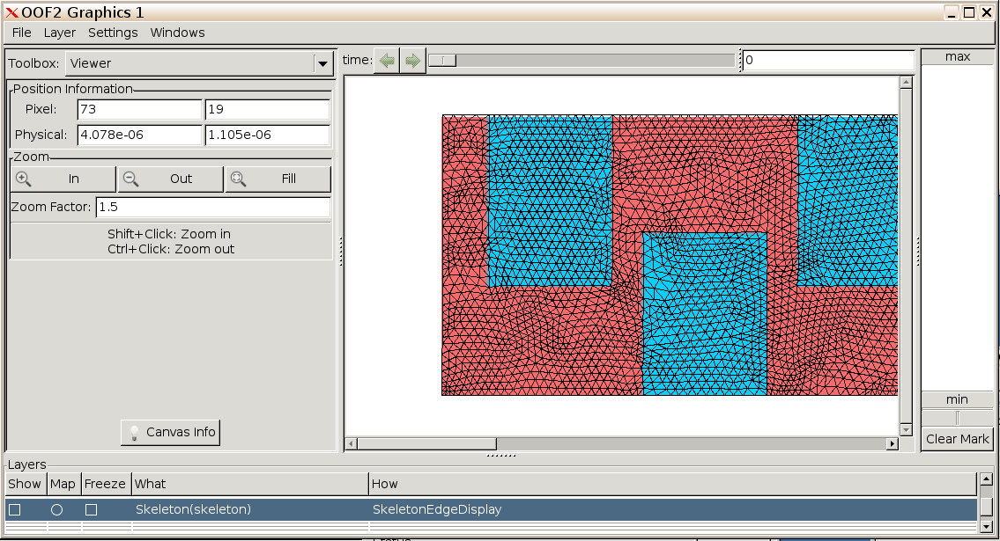 OOF2 Graphics 1
File Layer Settings Windows
Toolbox: Viewer
time: 0
max
Position Information
Pixel: 73 19
Physical: 4.078e-06 1.105e-06
Zoom
In Out Fill
Zoom Factor: 1.5
Shift+Click: Zoom in
Ctrl+Click: Zoom out
min
Canvas Info
Clear Mark
Layers
Show Map Freeze What How
Skeleton(skeleton) SkeletonEdgeDisplay